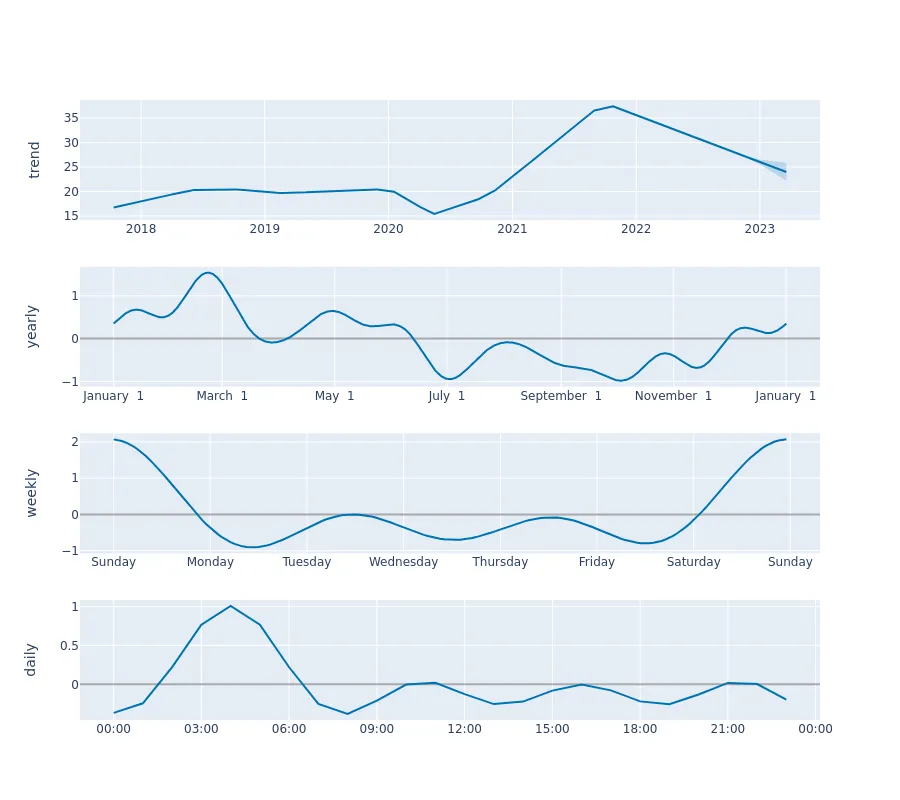 trend
35
30
25
20
15
2018 2019 2020 2021 2022 2023
yearly
1
0
−1
January 1 March 1 May 1 July 1 September 1 November 1 January 1
weekly
2
1
0
−1
Sunday Monday Tuesday Wednesday Thursday Friday Saturday Sunday
daily
1
0.5
0
00:00 03:00 06:00 09:00 12:00 15:00 18:00 21:00 00:00